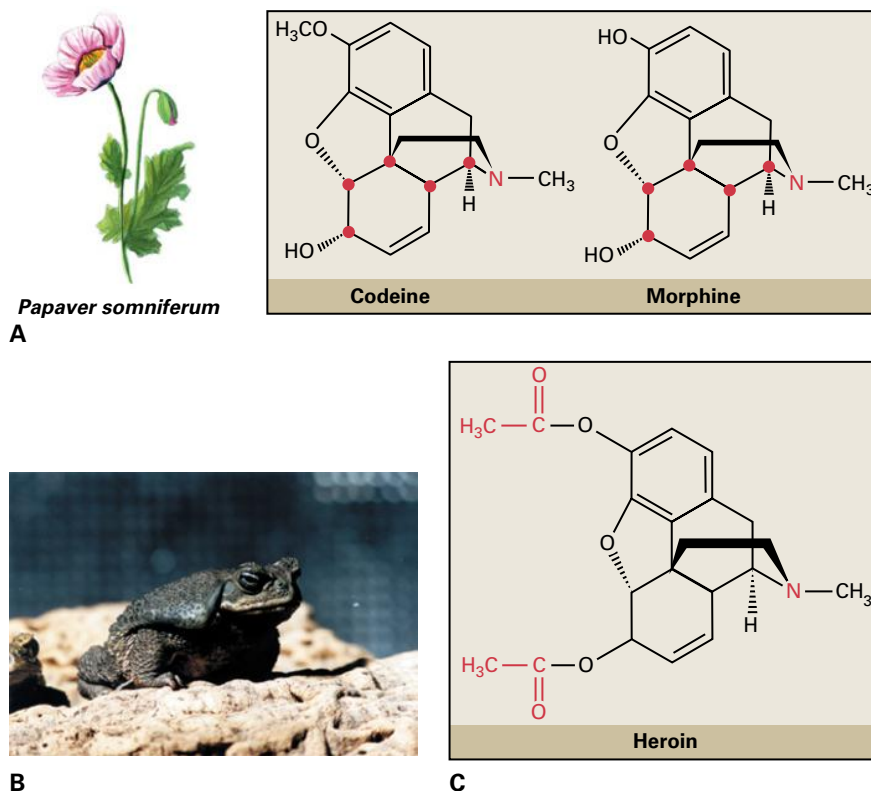 H₃CO
O
HO
H
N
CH₃
Codeine
HO
O
HO
H
N
CH₃
Morphine
Papaver somniferum
A
O
H₃C
C
O
O
H
N
CH₃
H₃C
C
O
O
Heroin
B
C